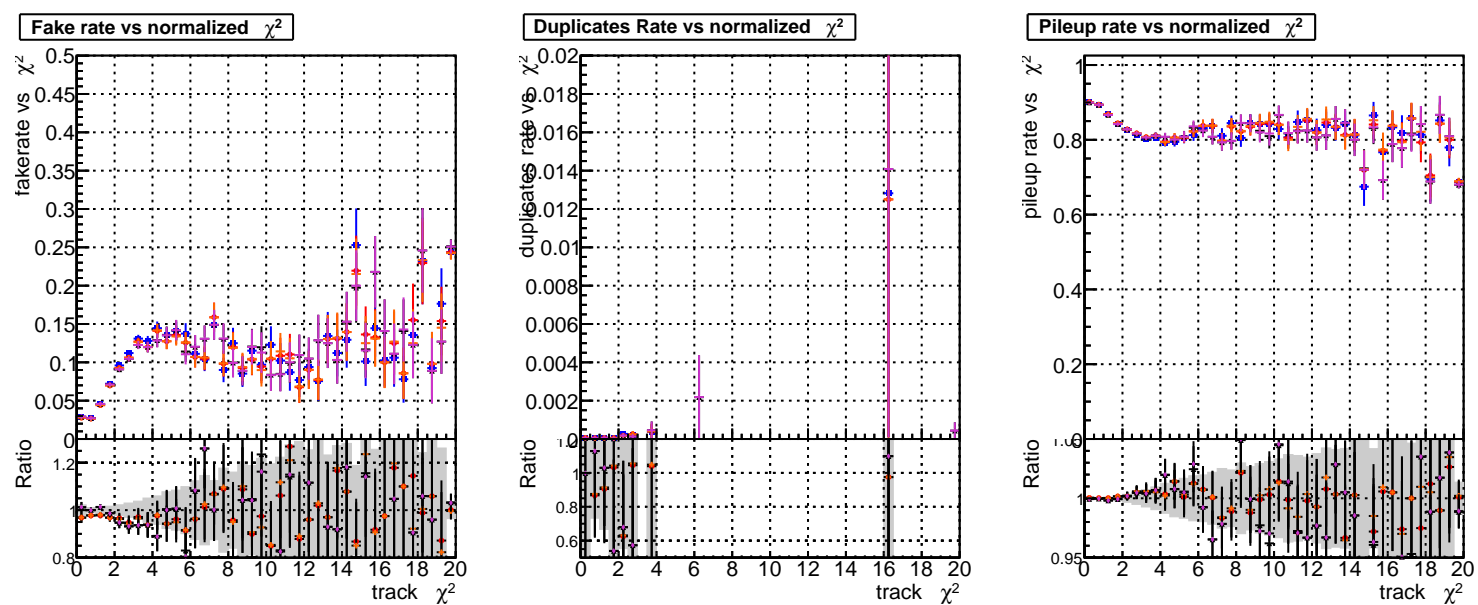 Fake rate vs normalized χ²
fakerate vs χ²
0.5
0.45
0.4
0.35
0.3
0.25
0.2
0.15
0.1
0.05
0
Ratio
1.2
1
0.8
0 2 4 6 8 10 12 14 16 18 20
track χ²
Duplicates Rate vs normalized χ²
duplicates rate vs χ²
0.02
0.018
0.016
0.014
0.012
0.01
0.008
0.006
0.004
0.002
Ratio
1
0.8
0.6
0 2 4 6 8 10 12 14 16 18 20
track χ²
Pileup rate vs normalized χ²
pileup rate vs χ²
1
0.8
0.6
0.4
0.2
Ratio
1
0.95
0 2 4 6 8 10 12 14 16 18 20
track χ²